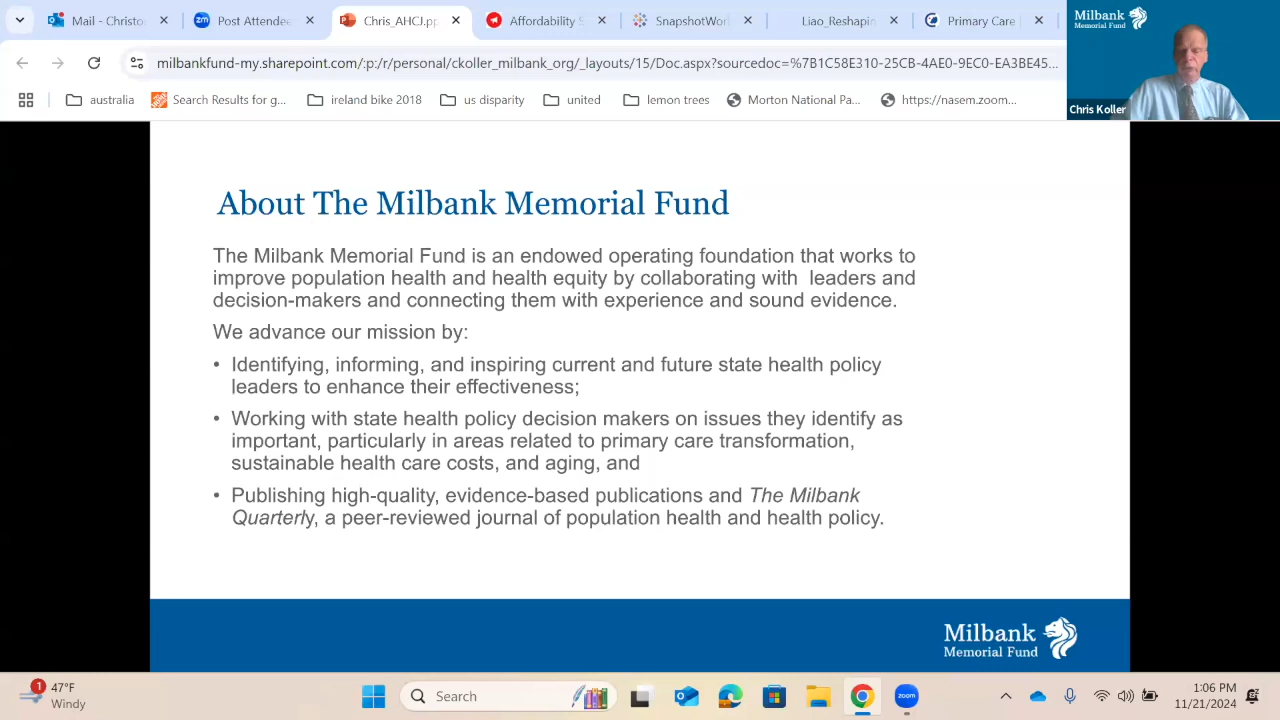 Mail - Christo
Post Attendee
Chris_AHCJ.pp
Affordability S
SnapshotWor
Liao_Reshapin
Primary Care
Milbank
Memorial Fund
milbankfund-my.sharepoint.com/:p:/r/personal/ckoller_milbank_org/_layouts/15/Doc.aspx?sourcedoc=%7B1C58E310-25CB-4AE0-9EC0-EA3BE45...
australia
Search Results for g...
ireland bike 2018
us disparity
united
lemon trees
Morton National Pa...
https://nasem.zoom...
Chris Koller
About The Milbank Memorial Fund
The Milbank Memorial Fund is an endowed operating foundation that works to
improve population health and health equity by collaborating with leaders and
decision-makers and connecting them with experience and sound evidence.
We advance our mission by:
• Identifying, informing, and inspiring current and future state health policy
leaders to enhance their effectiveness;
• Working with state health policy decision makers on issues they identify as
important, particularly in areas related to primary care transformation,
sustainable health care costs, and aging, and
• Publishing high-quality, evidence-based publications and The Milbank
Quarterly, a peer-reviewed journal of population health and health policy.
Milbank
Memorial Fund
1
47°F
Windy
Search
zoom
1:06 PM
11/21/2024